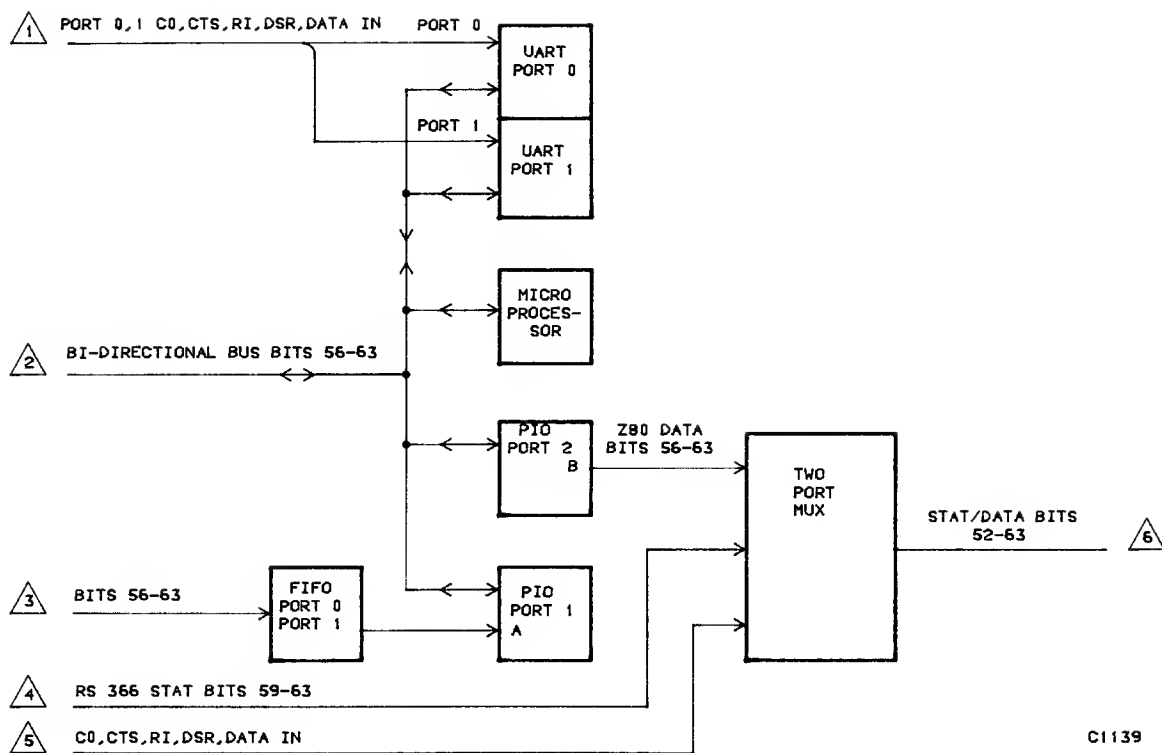 1 PORT 0,1 C0,CTS,RI,DSR,DATA IN PORT 0
UART
PORT 0
PORT 1
UART
PORT 1
MICRO
PROCES-
SOR
2 BI-DIRECTIONAL BUS BITS 56-63
PIO
PORT 2
B
Z80 DATA
BITS 56-63
TWO
PORT
MUX
STAT/DATA BITS
52-63
6
3 BITS 56-63
FIFO
PORT 0
PORT 1
PIO
PORT 1
A
4 RS 366 STAT BITS 59-63
5 C0,CTS,RI,DSR,DATA IN
C1139